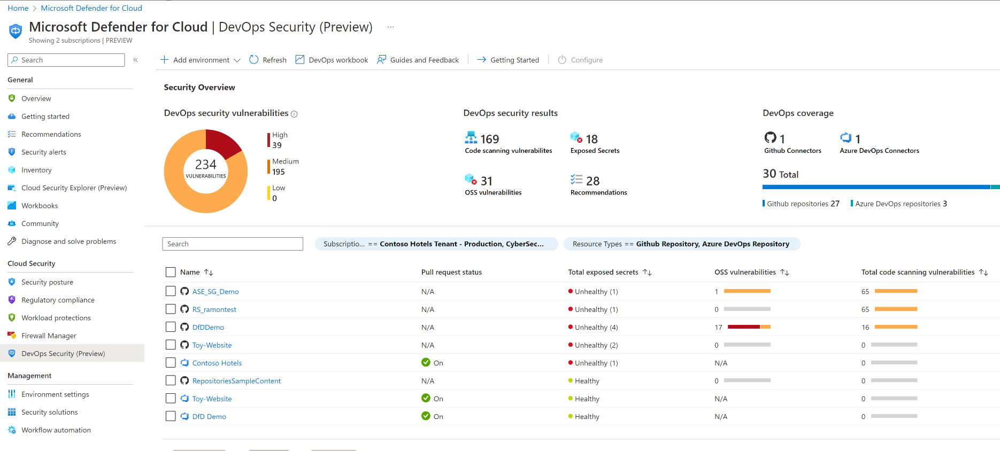 Home > Microsoft Defender for Cloud
Microsoft Defender for Cloud | DevOps Security (Preview) ...
Showing 2 subscriptions | PREVIEW
Search «
General
Overview
Getting started
Recommendations
Security alerts
Inventory
Cloud Security Explorer (Preview)
Workbooks
Community
Diagnose and solve problems
Cloud Security
Security posture
Regulatory compliance
Workload protections
Firewall Manager
DevOps Security (Preview)
Management
Environment settings
Security solutions
Workflow automation
Add environment Refresh DevOps workbook Guides and Feedback Getting Started Configure
Security Overview
DevOps security vulnerabilities
234
VULNERABILITIES
High
39
Medium
195
Low
0
DevOps security results
169
Code scanning vulnerabilites
18
Exposed Secrets
31
OSS vulnerabilities
28
Recommendations
DevOps coverage
1
Github Connectors
1
Azure DevOps Connectors
30 Total
Github repositories 27 Azure DevOps repositories 3
Search Subscriptio... == Contoso Hotels Tenant - Production, CyberSec... Resource Types == Github Repository, Azure DevOps Repository
Name Pull request status Total exposed secrets OSS vulnerabilities Total code scanning vulnerabilities
ASE_SG_Demo N/A Unhealthy (1) 1 65
RS_ramontest N/A Unhealthy (1) 0 65
DfDDemo N/A Unhealthy (4) 17 16
Toy-Website N/A Unhealthy (2) 0 0
Contoso Hotels On Unhealthy (1) N/A 0
RepositoriesSampleContent N/A Healthy 0 0
Toy-Website On Healthy N/A 0
DfD Demo On Healthy N/A 0